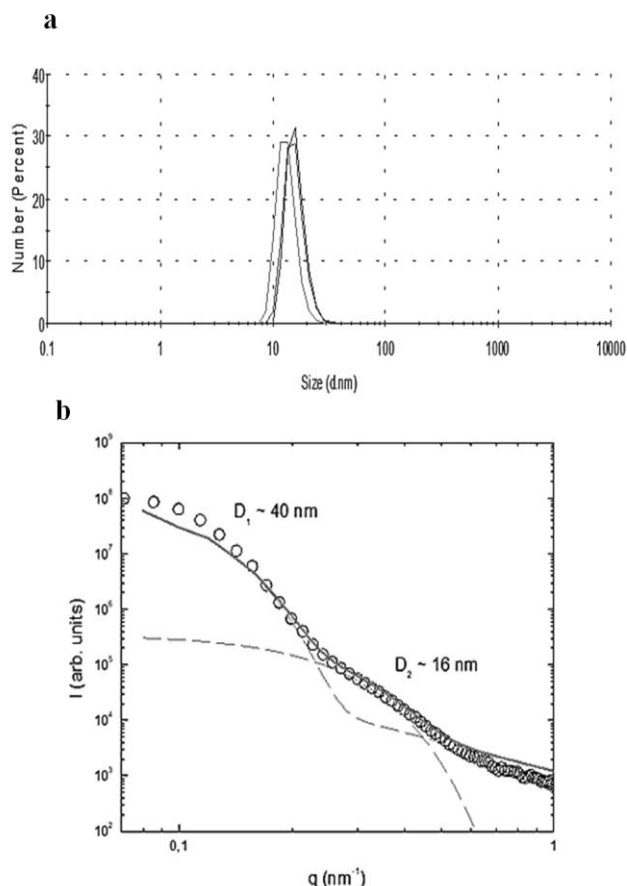 a
40
30
20
10
0
Number (Percent)
0.1 1 10 100 1000 10000
Size (d.nm)
b
10⁹
10⁸
10⁷
10⁶
10⁵
10⁴
10³
10²
I (arb. units)
D₁ ~ 40 nm
D₂ ~ 16 nm
0,1 1
q (nm⁻¹)